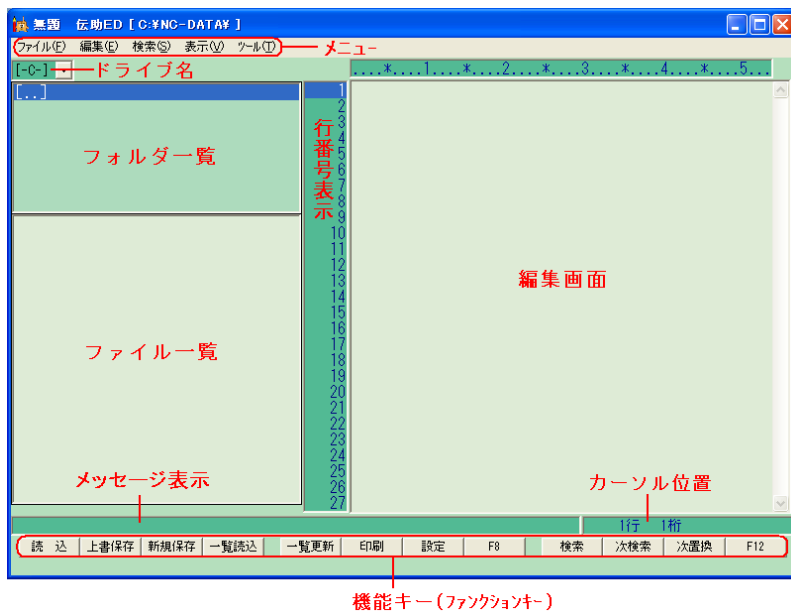 無題 伝助ED [ C:¥NC-DATA¥ ]
ファイル(F) 編集(E) 検索(S) 表示(V) ツール(T) メニュー
[-C-] ドライブ名 ....*....1....*....2....*....3....*....4....*....5...
[..]
フォルダ一覧
ファイル一覧
行番号表示
1
2
3
4
5
6
7
8
9
10
11
12
13
14
15
16
17
18
19
20
21
22
23
24
25
26
27
編集画面
メッセージ表示
カーソル位置
1行 1桁
読 込 上書保存 新規保存 一覧読込 一覧更新 印刷 設定 F8 検索 次検索 次置換 F12
機能キー(ファンクションキー)